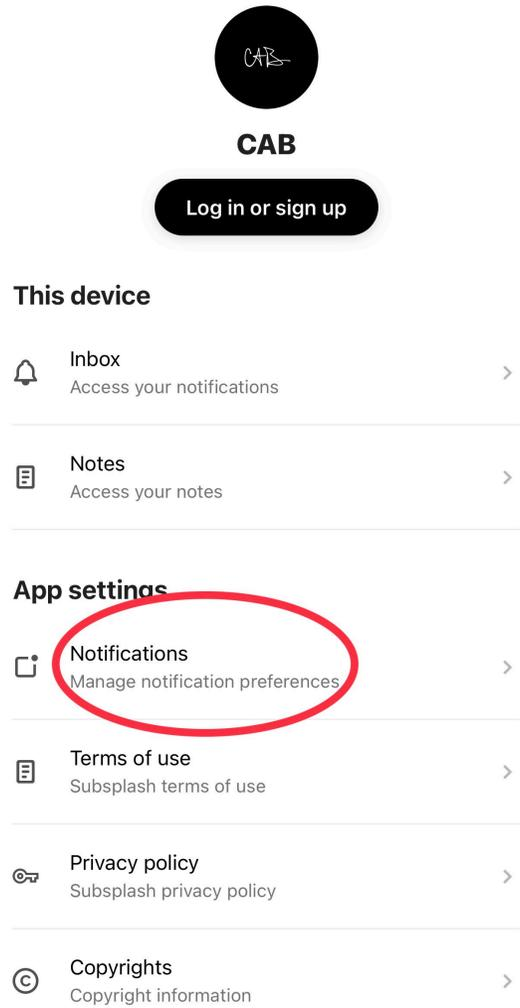 CAB
CAB
Log in or sign up
This device
Inbox
Access your notifications
Notes
Access your notes
App settings
Notifications
Manage notification preferences
Terms of use
Subsplash terms of use
Privacy policy
Subsplash privacy policy
Copyrights
Copyright information